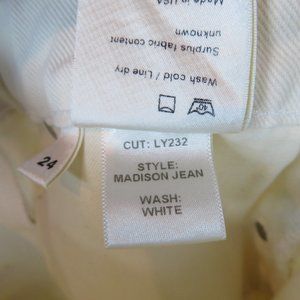 Made in USA
unknown
Surplus fabric content
Wash cold / Line dry
40°
24
CUT: LY232
STYLE:
MADISON JEAN
WASH:
WHITE